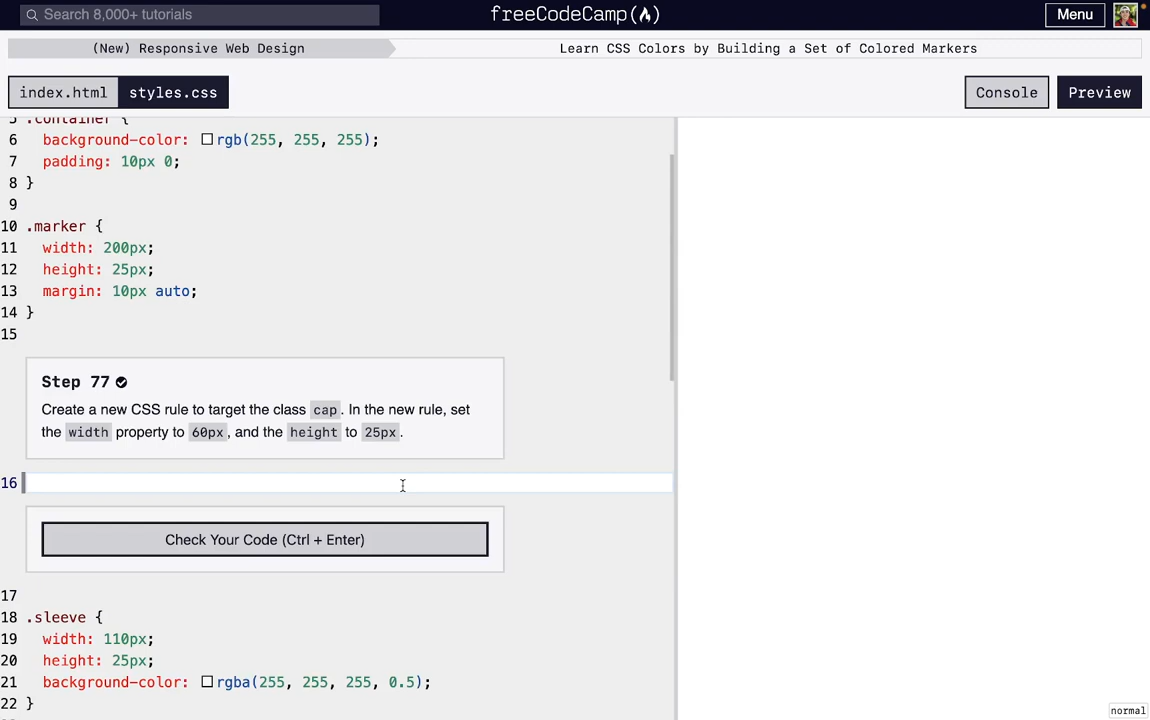 Search 8,000+ tutorials
freeCodeCamp
Menu
(New) Responsive Web Design
Learn CSS Colors by Building a Set of Colored Markers
index.html
styles.css
Console
Preview
5 .container {
6 background-color: rgb(255, 255, 255);
7 padding: 10px 0;
8 }
9
10 .marker {
11 width: 200px;
12 height: 25px;
13 margin: 10px auto;
14 }
15
Step 77
Create a new CSS rule to target the class cap. In the new rule, set
the width property to 60px, and the height to 25px.
16
Check Your Code (Ctrl + Enter)
17
18 .sleeve {
19 width: 110px;
20 height: 25px;
21 background-color: rgba(255, 255, 255, 0.5);
22 }
normal